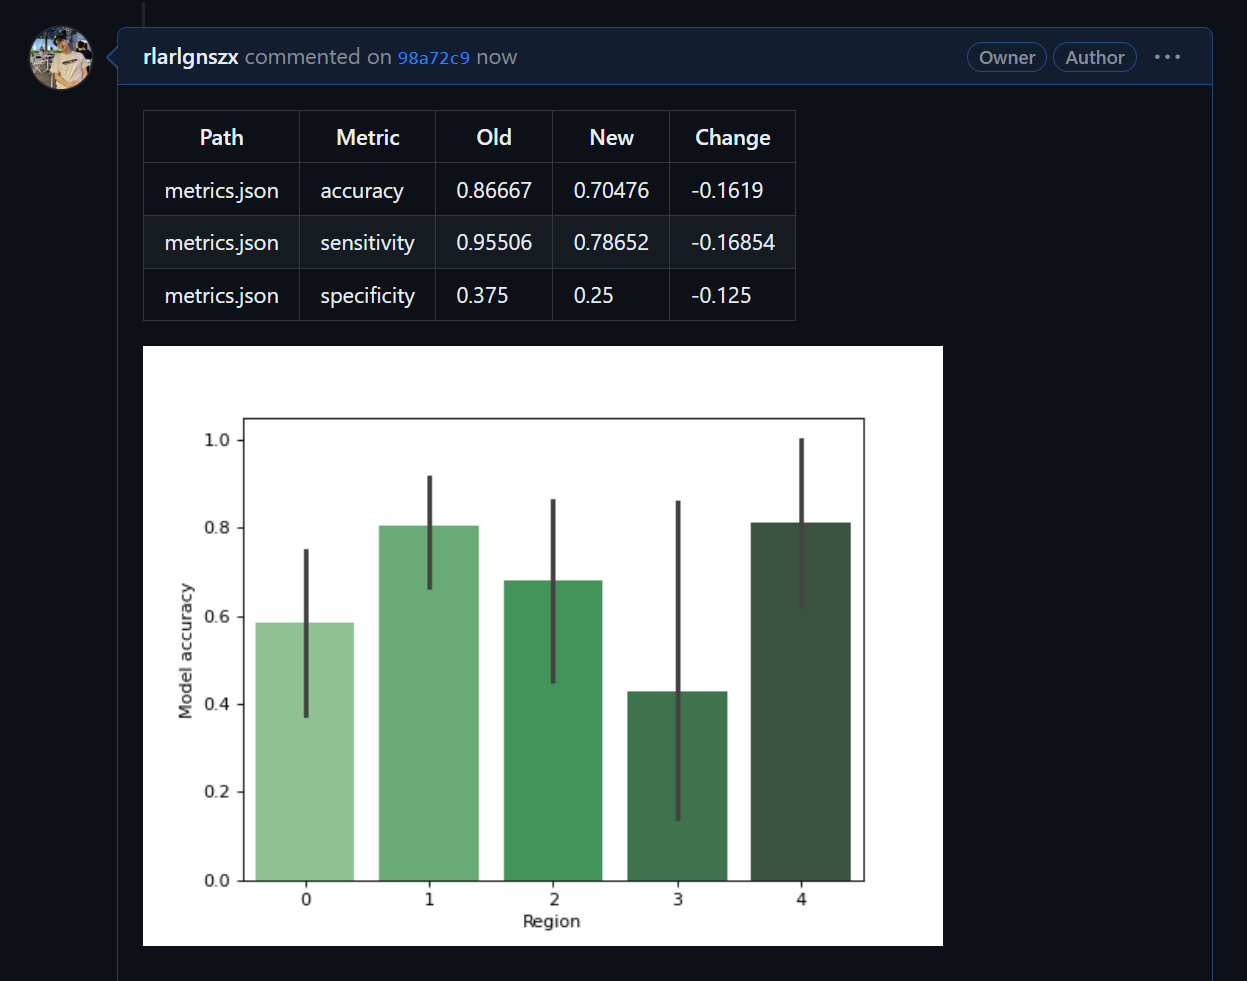 rlarlgnszx commented on 98a72c9 now
Owner Author
Path Metric Old New Change
metrics.json accuracy 0.86667 0.70476 -0.1619
metrics.json sensitivity 0.95506 0.78652 -0.16854
metrics.json specificity 0.375 0.25 -0.125
1.0
0.8
0.6
0.4
0.2
0.0
Model accuracy
0 1 2 3 4
Region